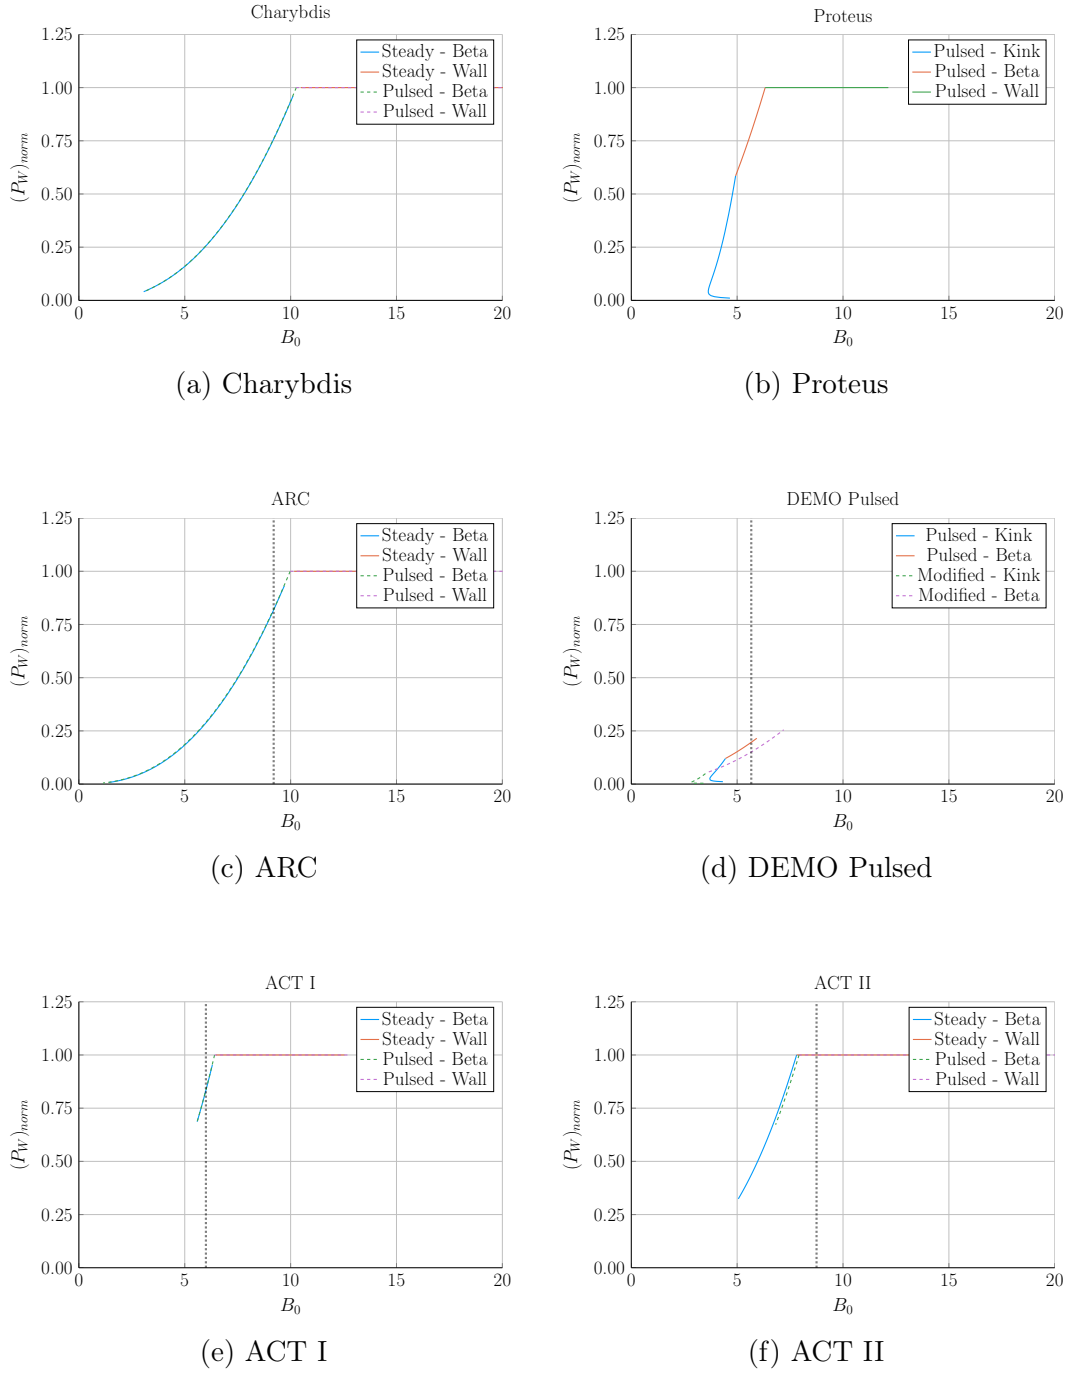 Charybdis
1.25
1.00
0.75
0.50
0.25
0.00
(P_W)_norm
0 5 10 15 20
B_0
Steady - Beta
Steady - Wall
Pulsed - Beta
Pulsed - Wall
(a) Charybdis
Proteus
1.25
1.00
0.75
0.50
0.25
0.00
(P_W)_norm
0 5 10 15 20
B_0
Pulsed - Kink
Pulsed - Beta
Pulsed - Wall
(b) Proteus
ARC
1.25
1.00
0.75
0.50
0.25
0.00
(P_W)_norm
0 5 10 15 20
B_0
Steady - Beta
Steady - Wall
Pulsed - Beta
Pulsed - Wall
(c) ARC
DEMO Pulsed
1.25
1.00
0.75
0.50
0.25
0.00
(P_W)_norm
0 5 10 15 20
B_0
Pulsed - Kink
Pulsed - Beta
Modified - Kink
Modified - Beta
(d) DEMO Pulsed
ACT I
1.25
1.00
0.75
0.50
0.25
0.00
(P_W)_norm
0 5 10 15 20
B_0
Steady - Beta
Steady - Wall
Pulsed - Beta
Pulsed - Wall
(e) ACT I
ACT II
1.25
1.00
0.75
0.50
0.25
0.00
(P_W)_norm
0 5 10 15 20
B_0
Steady - Beta
Steady - Wall
Pulsed - Beta
Pulsed - Wall
(f) ACT II